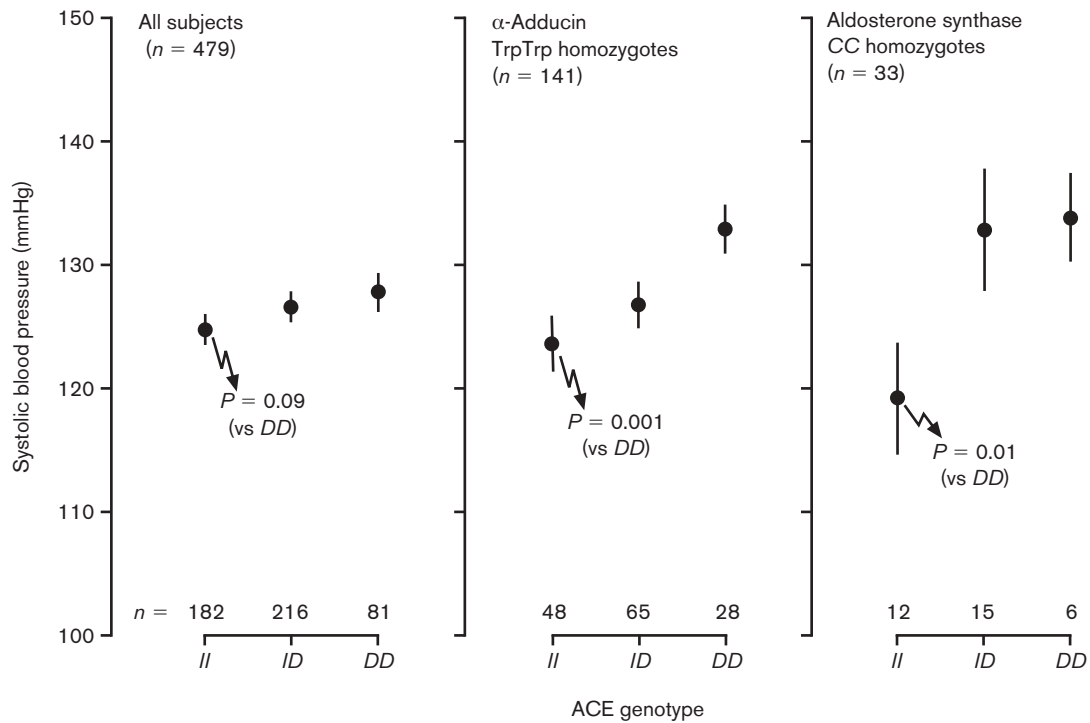 All subjects
(n = 479)
α-Adducin
TrpTrp homozygotes
(n = 141)
Aldosterone synthase
CC homozygotes
(n = 33)
Systolic blood pressure (mmHg)
150
140
130
120
110
100
P = 0.09
(vs DD)
P = 0.001
(vs DD)
P = 0.01
(vs DD)
n = 182 216 81
48 65 28
12 15 6
II ID DD
II ID DD
II ID DD
ACE genotype